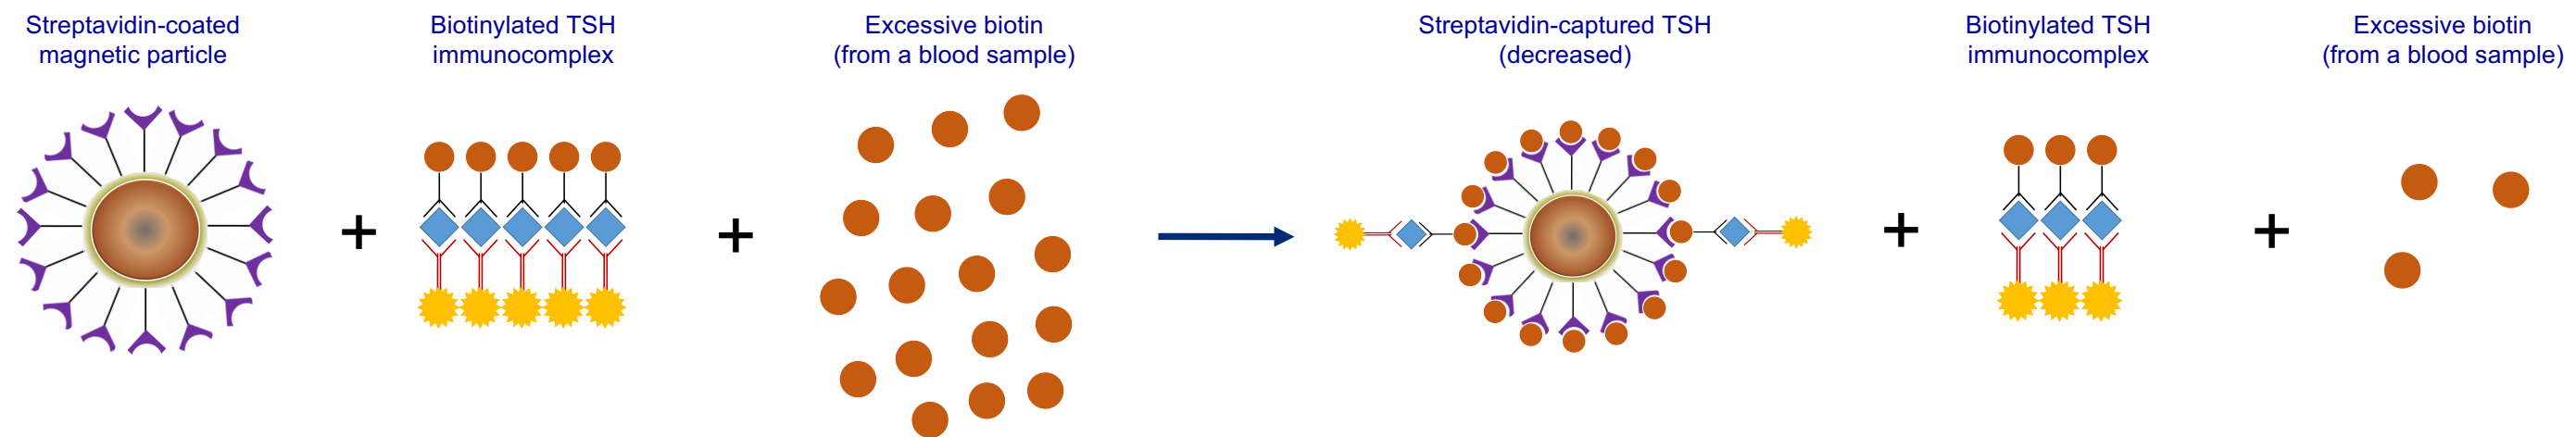 Streptavidin-coated
magnetic particle
Biotinylated TSH
immunocomplex
Excessive biotin
(from a blood sample)
Streptavidin-captured TSH
(decreased)
Biotinylated TSH
immunocomplex
Excessive biotin
(from a blood sample)
+
+
+
+